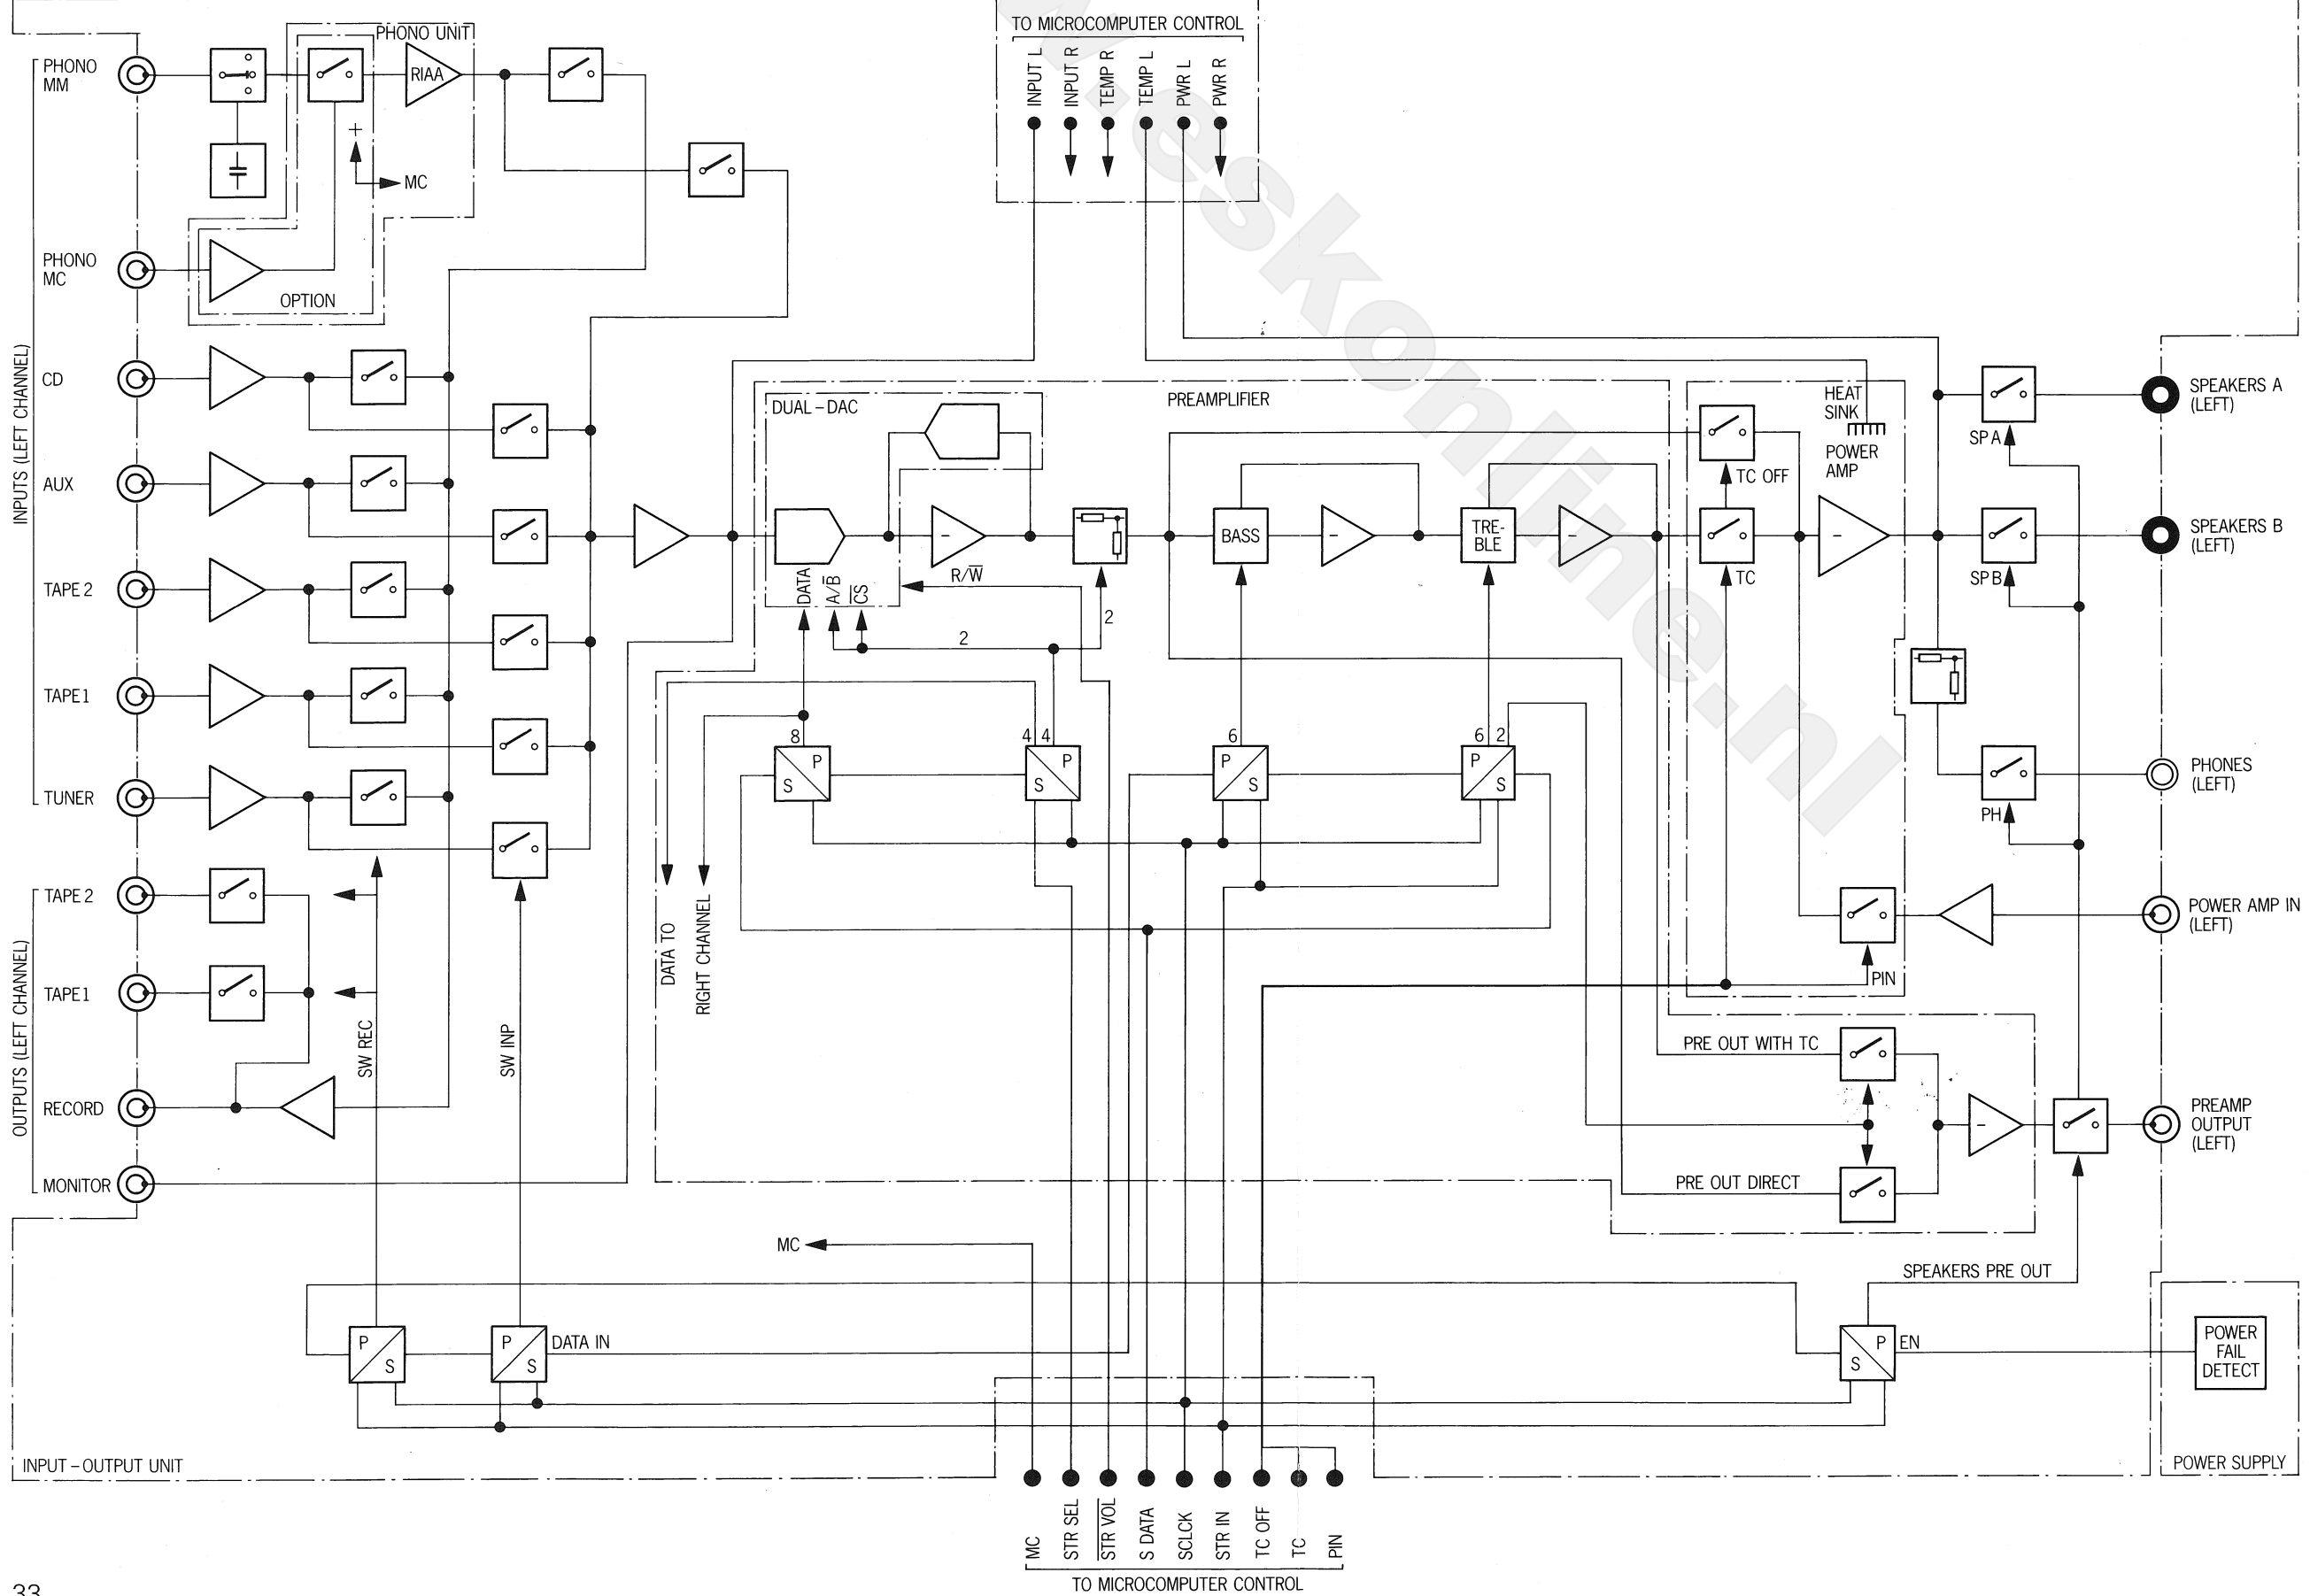 TO MICROCOMPUTER CONTROL
INPUT L
INPUT R
TEMP R
TEMP L
PWR L
PWR R
PHONO UNIT
PHONO
MM
RIAA
+
MC
PHONO
MC
OPTION
INPUTS (LEFT CHANNEL)
CD
AUX
TAPE 2
TAPE 1
TUNER
OUTPUTS (LEFT CHANNEL)
TAPE 2
TAPE 1
RECORD
MONITOR
SW REC
SW INP
DUAL-DAC
PREAMPLIFIER
DATA
A/B̅
C̅S̅
R/W̅
2
2
BASS
TRE-
BLE
TC OFF
TC
HEAT
SINK
POWER
AMP
SP A
SPEAKERS A
(LEFT)
SP B
SPEAKERS B
(LEFT)
8
P
S
4 4
P
S
6
P
S
6 2
P
S
PH
PHONES
(LEFT)
DATA TO
RIGHT CHANNEL
PIN
POWER AMP IN
(LEFT)
PRE OUT WITH TC
PRE OUT DIRECT
PREAMP
OUTPUT
(LEFT)
MC
SPEAKERS PRE OUT
P
S
P
S
DATA IN
P
S
EN
POWER
FAIL
DETECT
INPUT-OUTPUT UNIT
POWER SUPPLY
MC
STR SEL
S̅T̅R̅ V̅O̅L̅
S DATA
SCLCK
STR IN
TC OFF
TC
PIN
TO MICROCOMPUTER CONTROL
33
w.eskonline.nl